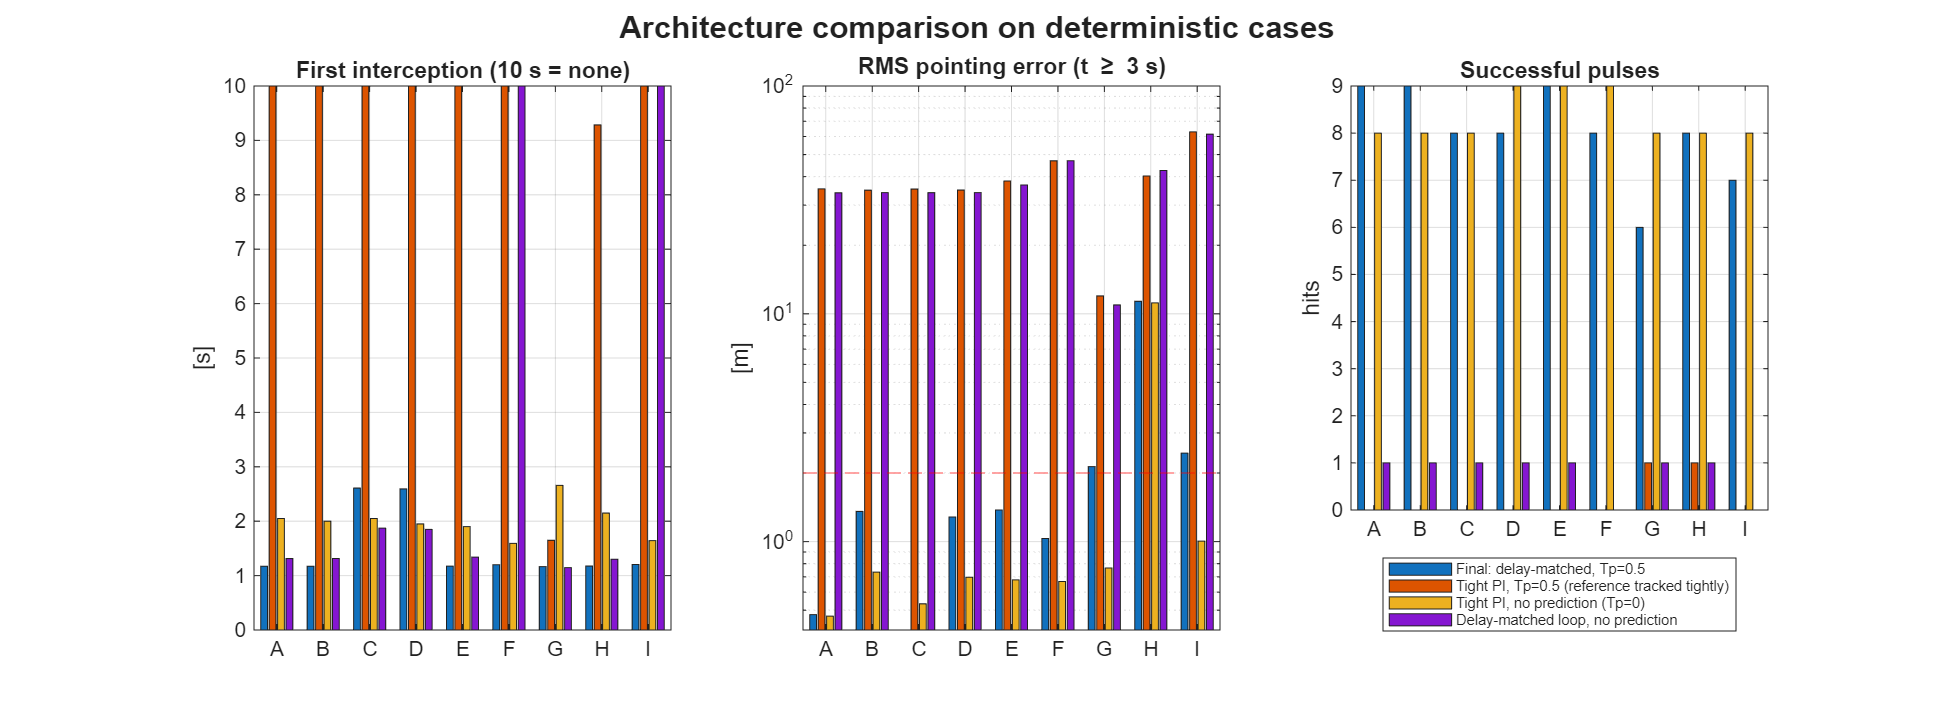 Architecture comparison on deterministic cases
First interception (10 s = none)
10
9
8
7
6
5
4
3
2
1
0
[s]
A B C D E F G H I
RMS pointing error (t ≥ 3 s)
10²
10¹
10⁰
[m]
A B C D E F G H I
Successful pulses
9
8
7
6
5
4
3
2
1
0
hits
A B C D E F G H I
Final: delay-matched, Tp=0.5
Tight PI, Tp=0.5 (reference tracked tightly)
Tight PI, no prediction (Tp=0)
Delay-matched loop, no prediction